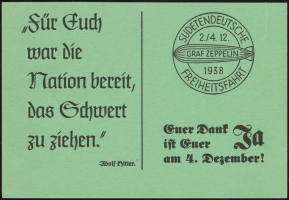 „Für Euch
war die
Nation bereit,
das Schwert
zu ziehen.“
Adolf Hitler.
SUDETENDEUTSCHE
2./4. 12.
GRAF ZEPPELIN
1938
FREIHEITSFAHRT
Euer Dank
ist Euer Ja
am 4. Dezember!